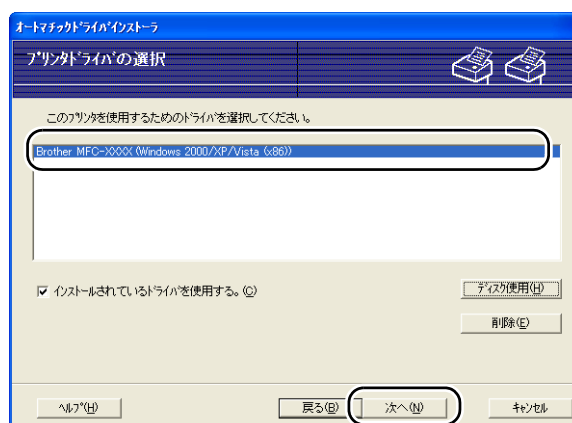 オートマチックドライバインストーラ
プリンタドライバの選択
このプリンタを使用するためのドライバを選択してください。
Brother MFC-XXXX (Windows 2000/XP/Vista (x86))
インストールされているドライバを使用する。(C)
ディスク使用(H)
削除(E)
ヘルプ(H) 戻る(B) 次へ(N) キャンセル